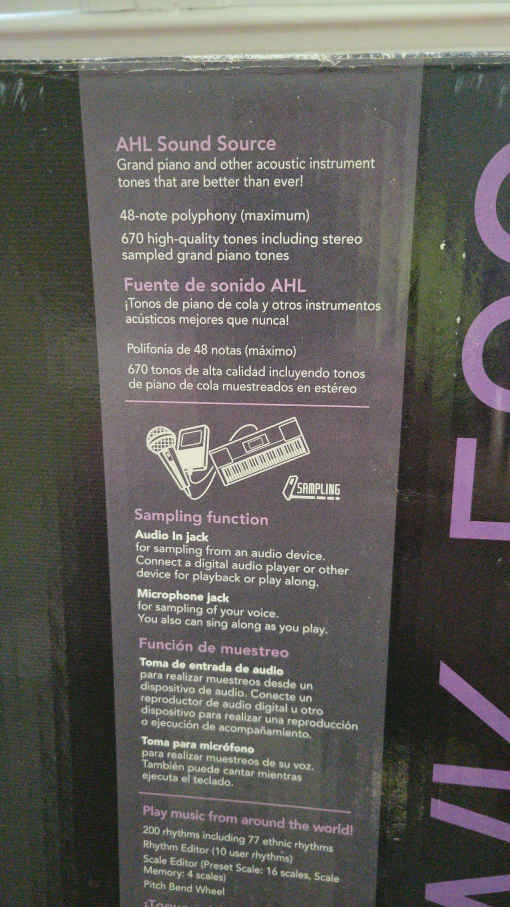 AHL Sound Source
Grand piano and other acoustic instrument
tones that are better than ever!
48-note polyphony (maximum)
670 high-quality tones including stereo
sampled grand piano tones
Fuente de sonido AHL
¡Tonos de piano de cola y otros instrumentos
acústicos mejores que nunca!
Polifonía de 48 notas (máximo)
670 tonos de alta calidad incluyendo tonos
de piano de cola muestreados en estéreo
SAMPLING
Sampling function
Audio In jack
for sampling from an audio device.
Connect a digital audio player or other
device for playback or play along.
Microphone jack
for sampling of your voice.
You also can sing along as you play.
Función de muestreo
Toma de entrada de audio
para realizar muestreos desde un
dispositivo de audio. Conecte un
reproductor de audio digital u otro
dispositivo para realizar una reproducción
o ejecución de acompañamiento.
Toma para micrófono
para realizar muestreos de su voz.
También puede cantar mientras
ejecuta el teclado.
Play music from around the world!
200 rhythms including 77 ethnic rhythms
Rhythm Editor (10 user rhythms)
Scale Editor (Preset Scale: 16 scales, Scale
Memory: 4 scales)
Pitch Bend Wheel